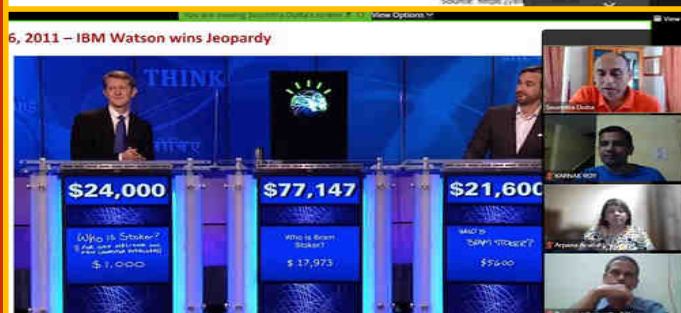 You are viewing Soumitra Dutta's screen
View Options
View
6, 2011 – IBM Watson wins Jeopardy
THINK
$24,000
$77,147
$21,600
Who is Stoker?
$1,000
Who is Bram
Stoker?
$ 17,973
WHO'S
BRAM STOKER?
$5600
Soumitra Dutta
KARNAK ROY
Arpana